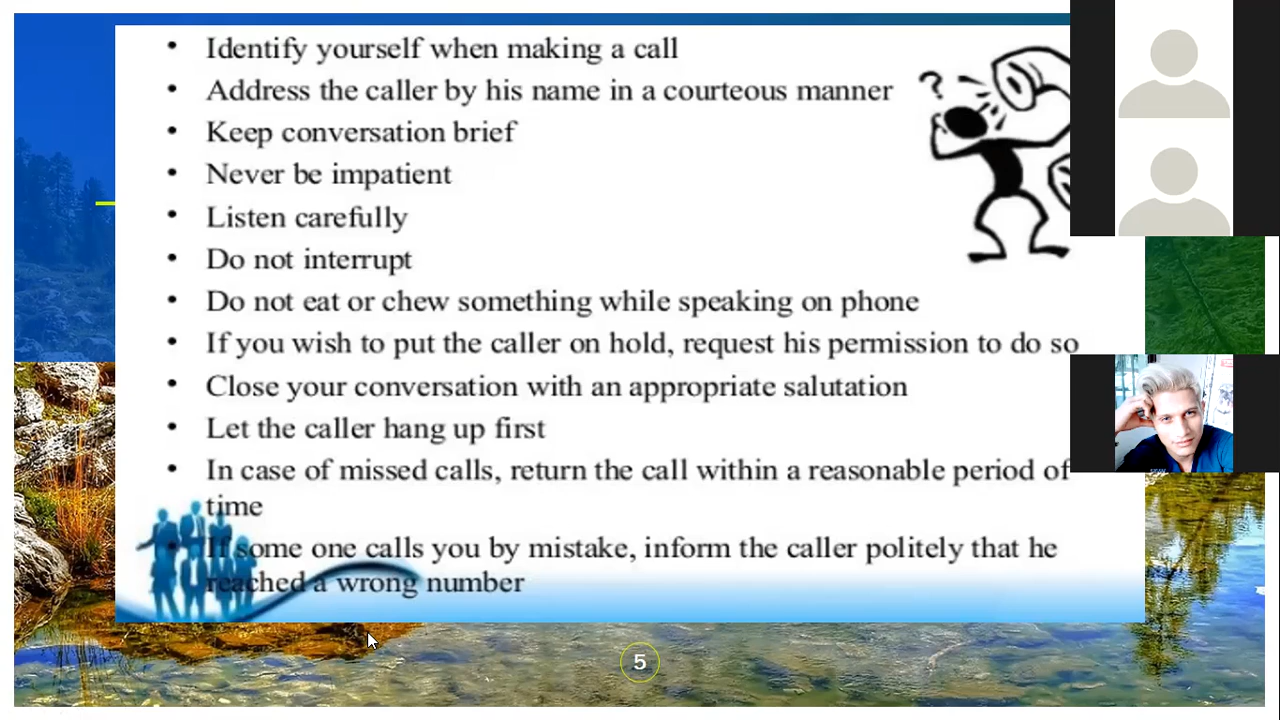 • Identify yourself when making a call
• Address the caller by his name in a courteous manner
• Keep conversation brief
• Never be impatient
• Listen carefully
• Do not interrupt
• Do not eat or chew something while speaking on phone
• If you wish to put the caller on hold, request his permission to do so
• Close your conversation with an appropriate salutation
• Let the caller hang up first
• In case of missed calls, return the call within a reasonable period of
time
• If some one calls you by mistake, inform the caller politely that he
reached a wrong number
?
5